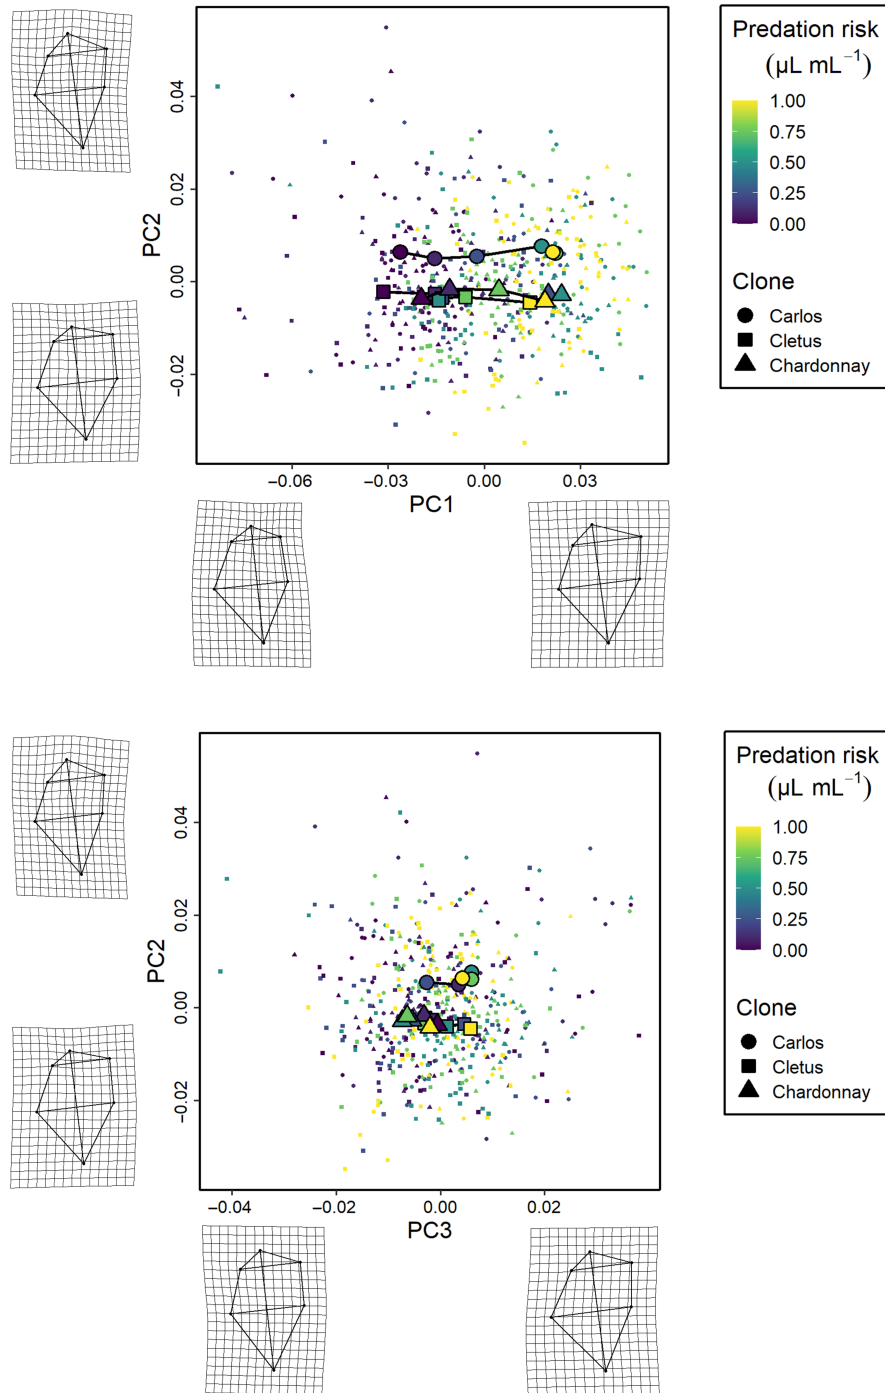 Predation risk
(µL mL⁻¹)
1.00
0.75
0.50
0.25
0.00
Clone
Carlos
Cletus
Chardonnay
PC2
0.04
0.02
0.00
−0.02
−0.06
−0.03
0.00
0.03
PC1
Predation risk
(µL mL⁻¹)
1.00
0.75
0.50
0.25
0.00
Clone
Carlos
Cletus
Chardonnay
PC2
0.04
0.02
0.00
−0.02
−0.04
−0.02
0.00
0.02
PC3